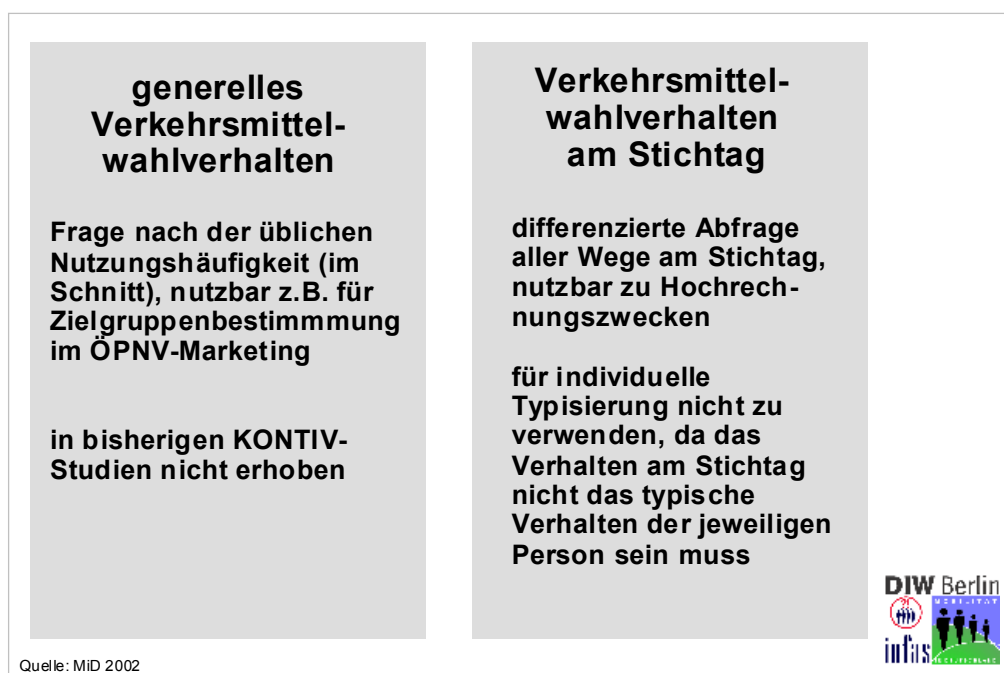 generelles
Verkehrsmittel-
wahlverhalten
Frage nach der üblichen
Nutzungshäufigkeit (im
Schnitt), nutzbar z.B. für
Zielgruppenbestimmmung
im ÖPNV-Marketing
in bisherigen KONTIV-
Studien nicht erhoben
Verkehrsmittel-
wahlverhalten
am Stichtag
differenzierte Abfrage
aller Wege am Stichtag,
nutzbar zu Hochrech-
nungszwecken
für individuelle
Typisierung nicht zu
verwenden, da das
Verhalten am Stichtag
nicht das typische
Verhalten der jeweiligen
Person sein muss
DIW Berlin
MOBILITÄT
infas
Quelle: MiD 2002